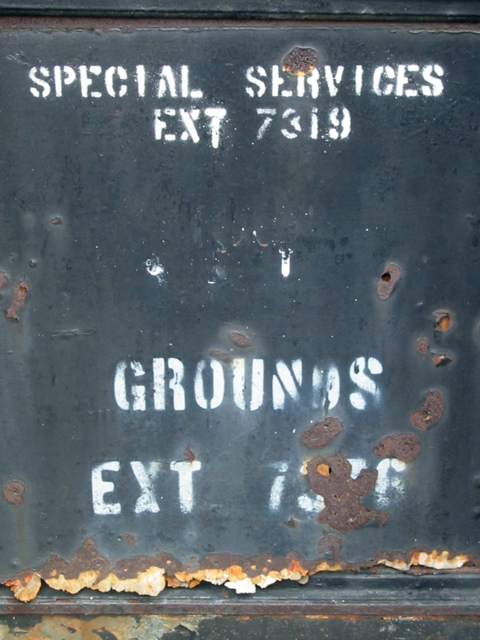 SPECIAL SERVICES
EXT 7319
GROUNDS
EXT